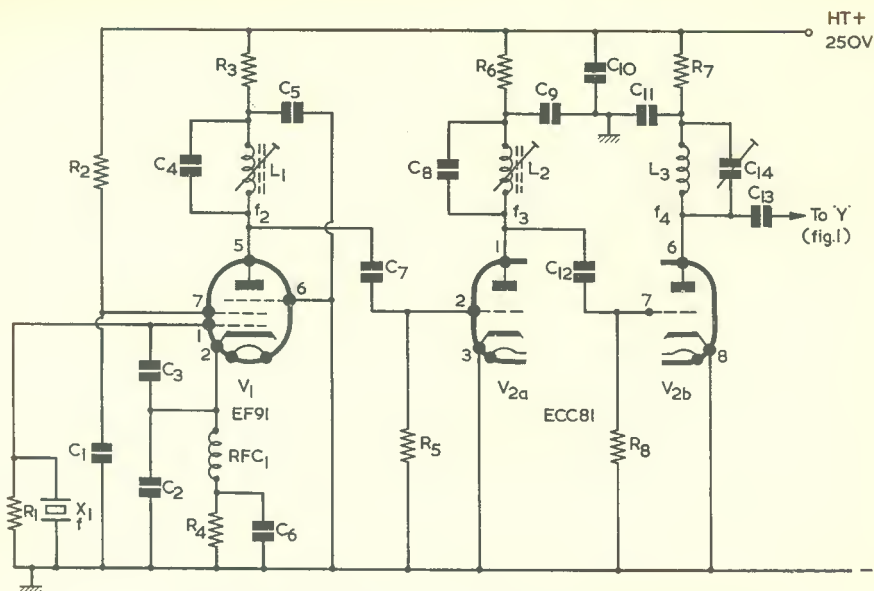 HT+
250V
R3
C5
R6
C10
R7
C9
C11
R2
C4
L1
C8
L2
L3
C14
f2
f3
f4
C13
To 'Y'
(fig.1)
5
1
6
7
6
C7
2
C12
7
1
2
3
8
C3
V1
EF91
V2a
ECC81
V2b
C1
C2
RFC1
R5
R8
R1
X1
f
R4
C6